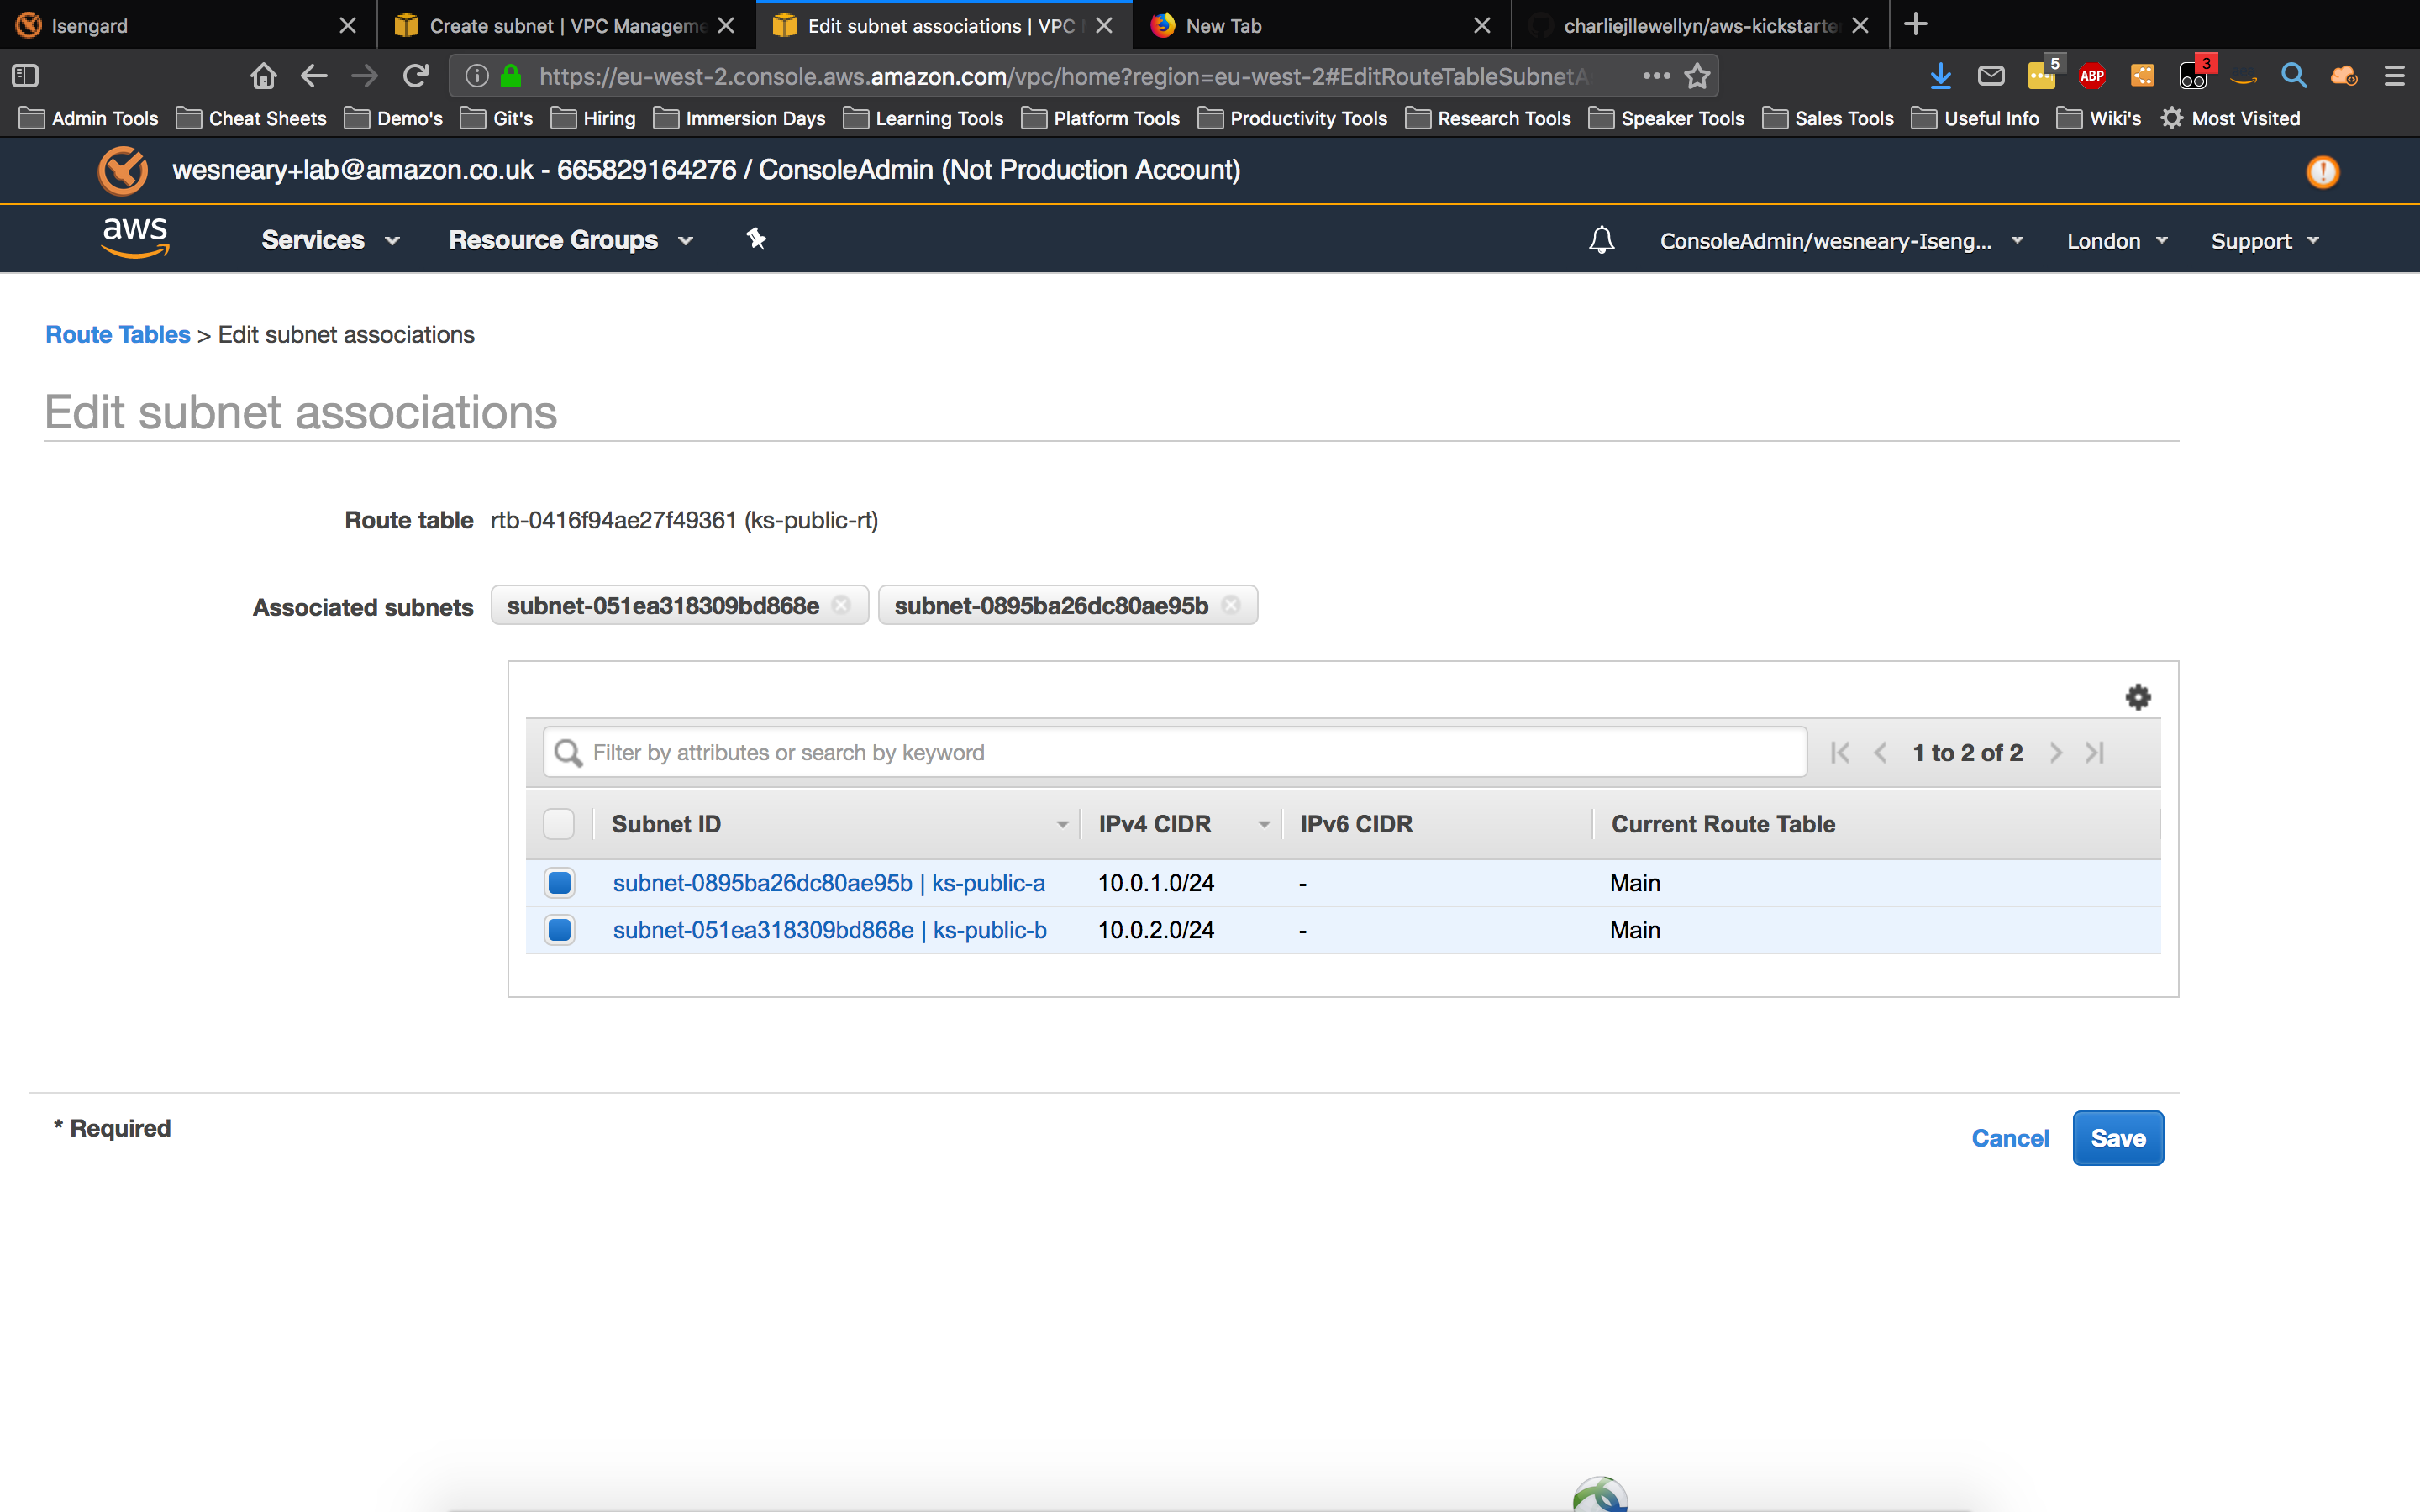 Isengard
Create subnet | VPC Manageme
Edit subnet associations | VPC
New Tab
charliejllewellyn/aws-kickstarter
https://eu-west-2.console.aws.amazon.com/vpc/home?region=eu-west-2#EditRouteTableSubnetA
5
ABP
3
Admin Tools
Cheat Sheets
Demo's
Git's
Hiring
Immersion Days
Learning Tools
Platform Tools
Productivity Tools
Research Tools
Speaker Tools
Sales Tools
Useful Info
Wiki's
Most Visited
wesneary+lab@amazon.co.uk - 665829164276 / ConsoleAdmin (Not Production Account)
aws
Services
Resource Groups
ConsoleAdmin/wesneary-Iseng...
London
Support
Route Tables > Edit subnet associations
Edit subnet associations
Route table rtb-0416f94ae27f49361 (ks-public-rt)
Associated subnets subnet-051ea318309bd868e subnet-0895ba26dc80ae95b
Filter by attributes or search by keyword
1 to 2 of 2
Subnet ID IPv4 CIDR IPv6 CIDR Current Route Table
subnet-0895ba26dc80ae95b | ks-public-a 10.0.1.0/24 - Main
subnet-051ea318309bd868e | ks-public-b 10.0.2.0/24 - Main
* Required
Cancel
Save